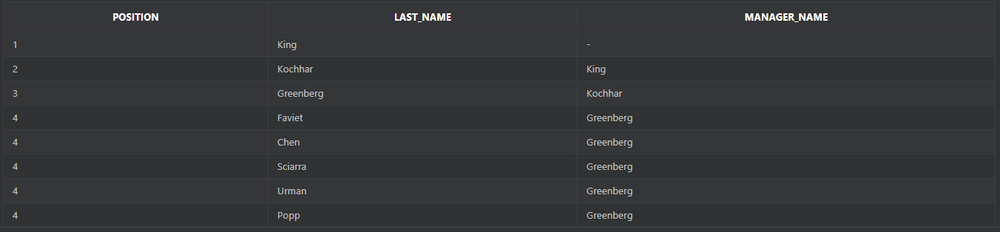 POSITION LAST_NAME MANAGER_NAME
1 King -
2 Kochhar King
3 Greenberg Kochhar
4 Faviet Greenberg
4 Chen Greenberg
4 Sciarra Greenberg
4 Urman Greenberg
4 Popp Greenberg